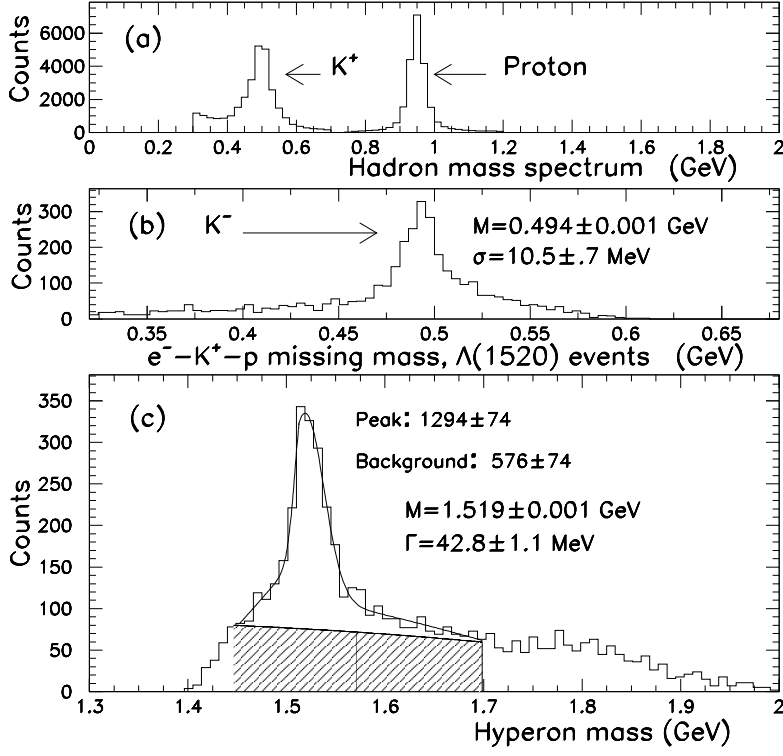 (a)
K+
Proton
Counts
6000
4000
2000
0
0 0.2 0.4 0.6 0.8 1 1.2 1.4 1.6 1.8 2
Hadron mass spectrum (GeV)
(b)
K-
M=0.494±0.001 GeV
σ=10.5±.7 MeV
Counts
300
200
100
0
0.35 0.4 0.45 0.5 0.55 0.6 0.65
e⁻-K⁺-p missing mass, Λ(1520) events (GeV)
(c)
Peak: 1294±74
Background: 576±74
M=1.519±0.001 GeV
Γ=42.8±1.1 MeV
Counts
350
300
250
200
150
100
50
0
1.3 1.4 1.5 1.6 1.7 1.8 1.9 2
Hyperon mass (GeV)